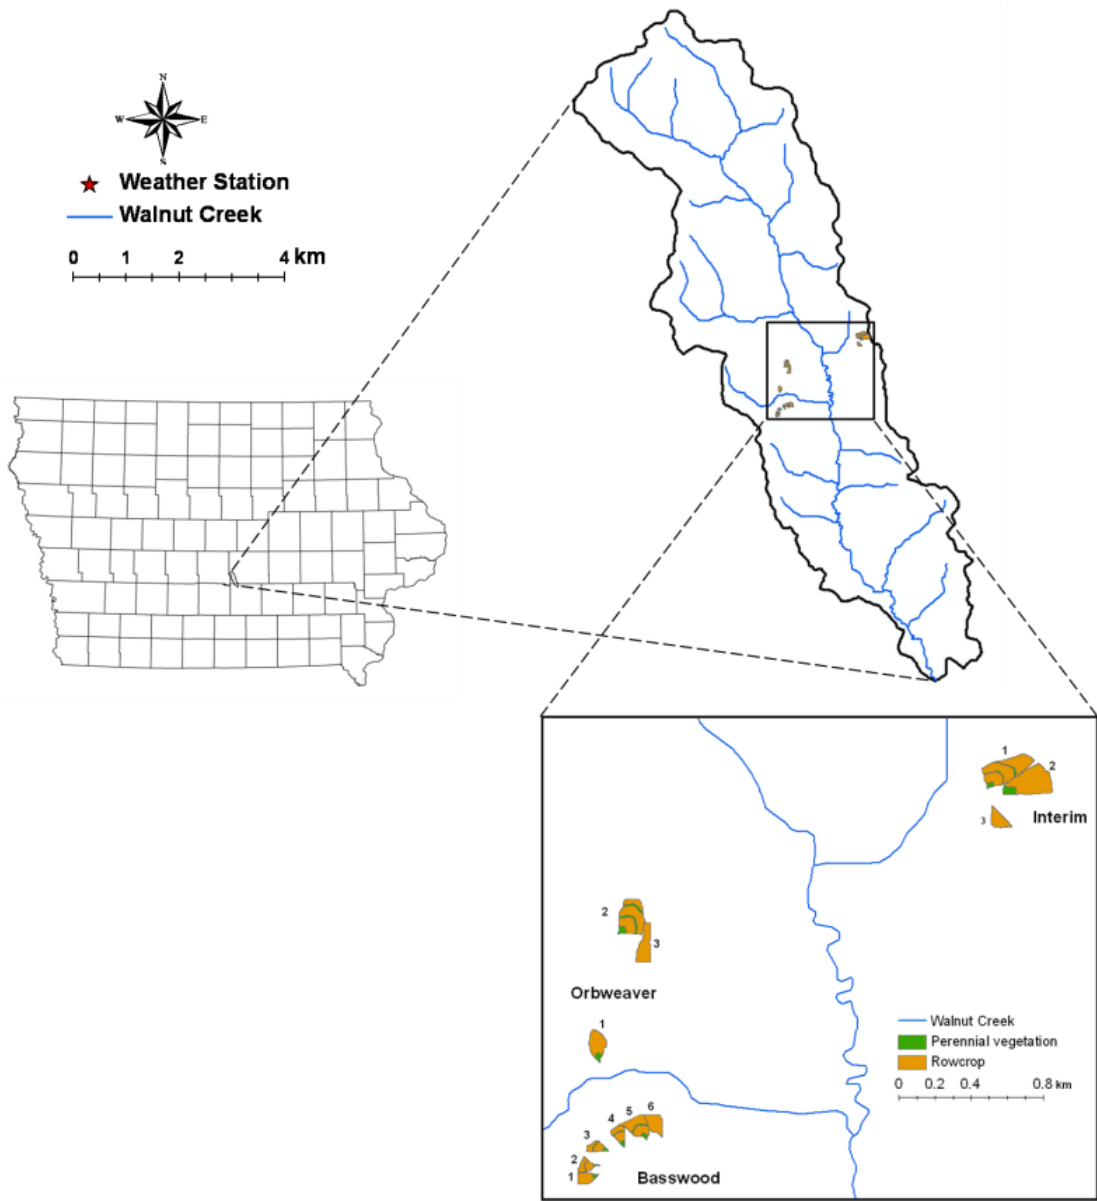 N
W E
S
Weather Station
Walnut Creek
0 1 2 4 km
1
2
3
Interim
2
3
Orbweaver
1
Walnut Creek
Perennial vegetation
Rowcrop
0 0.2 0.4 0.8 km
4 5 6
3
2
1
Basswood